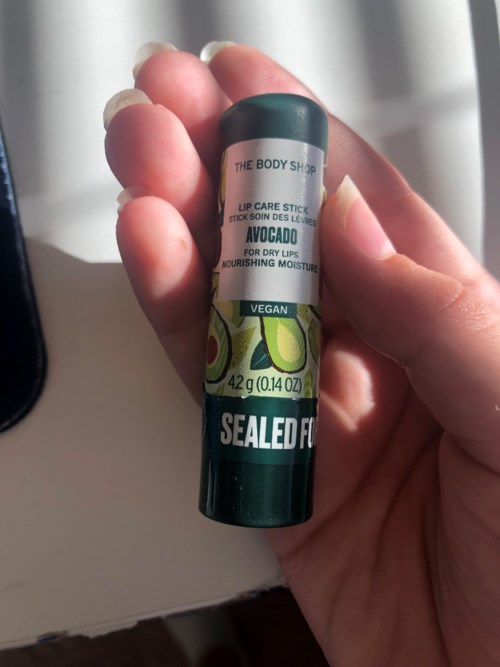 THE BODY SHOP
LIP CARE STICK
STICK SOIN DES LÈVRES
AVOCADO
FOR DRY LIPS
NOURISHING MOISTURE
VEGAN
4.2 g (0.14 OZ)
SEALED